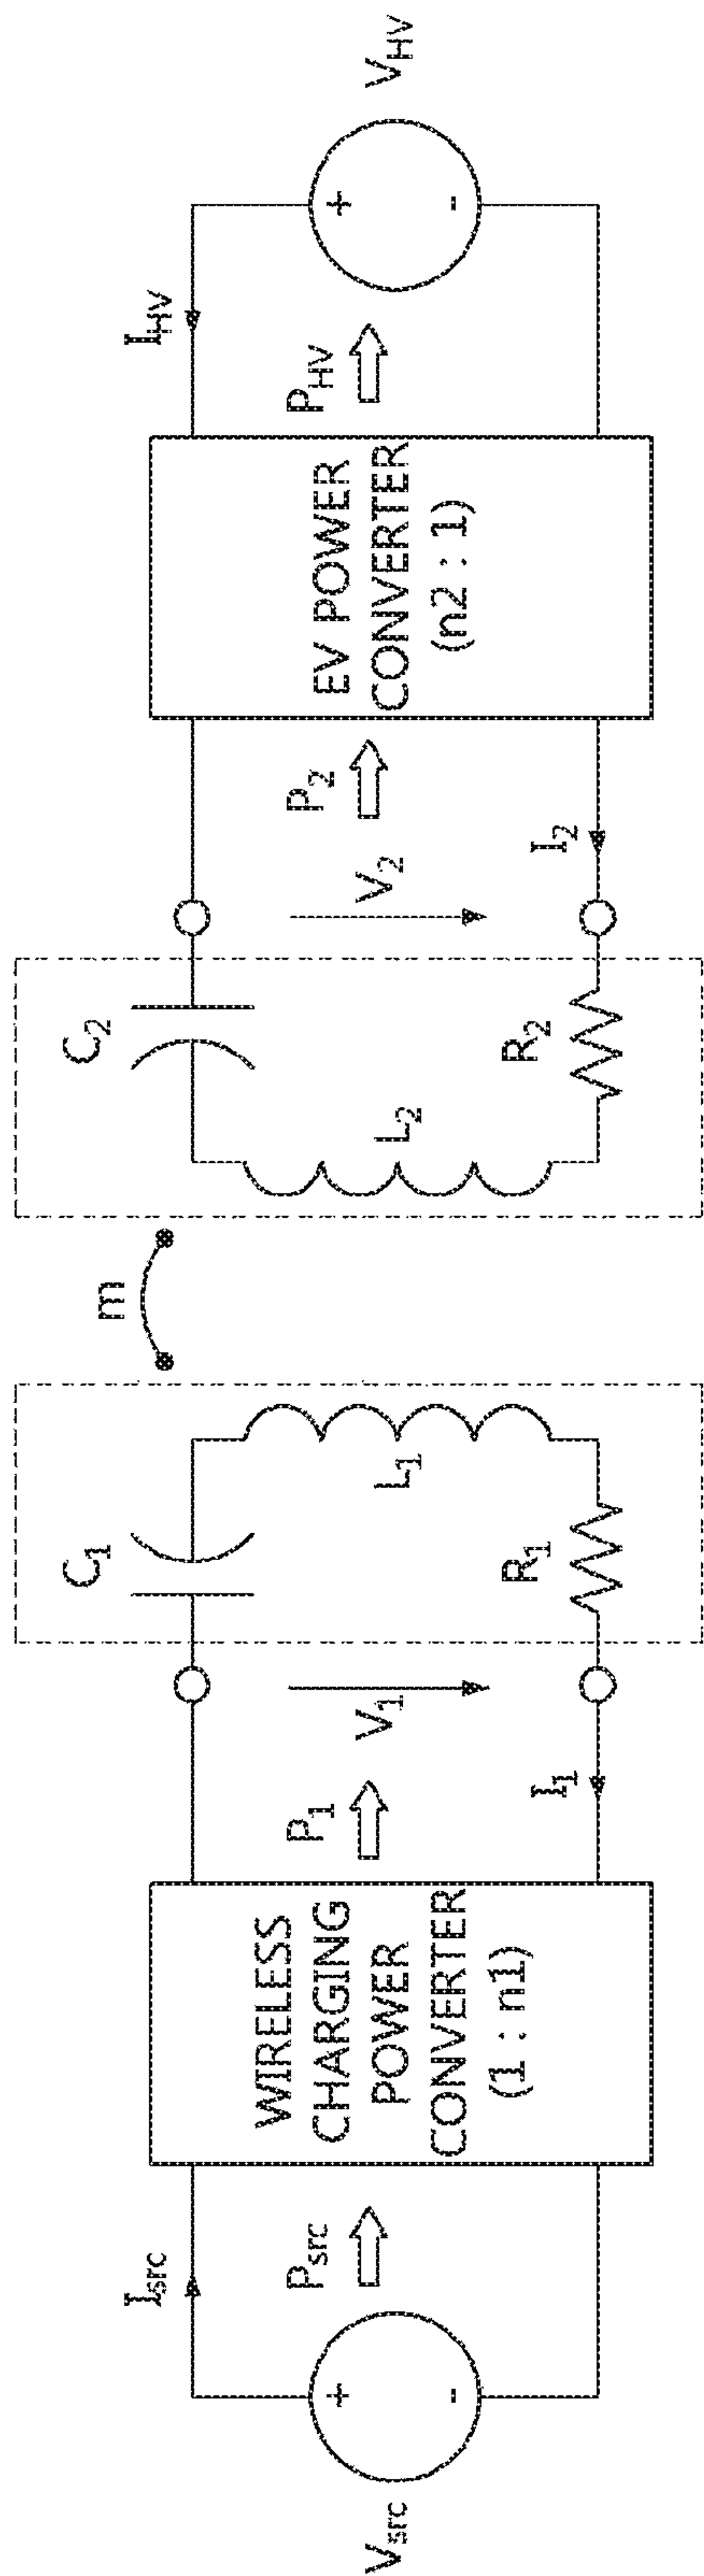 V_src
I_src
P_src
+
-
WIRELESS
CHARGING
POWER
CONVERTER
(1 : n1)
P_1
V_1
I_1
C_1
L_1
R_1
m
C_2
L_2
R_2
V_2
P_2
I_2
EV POWER
CONVERTER
(n2 : 1)
I_HV
P_HV
+
-
V_HV